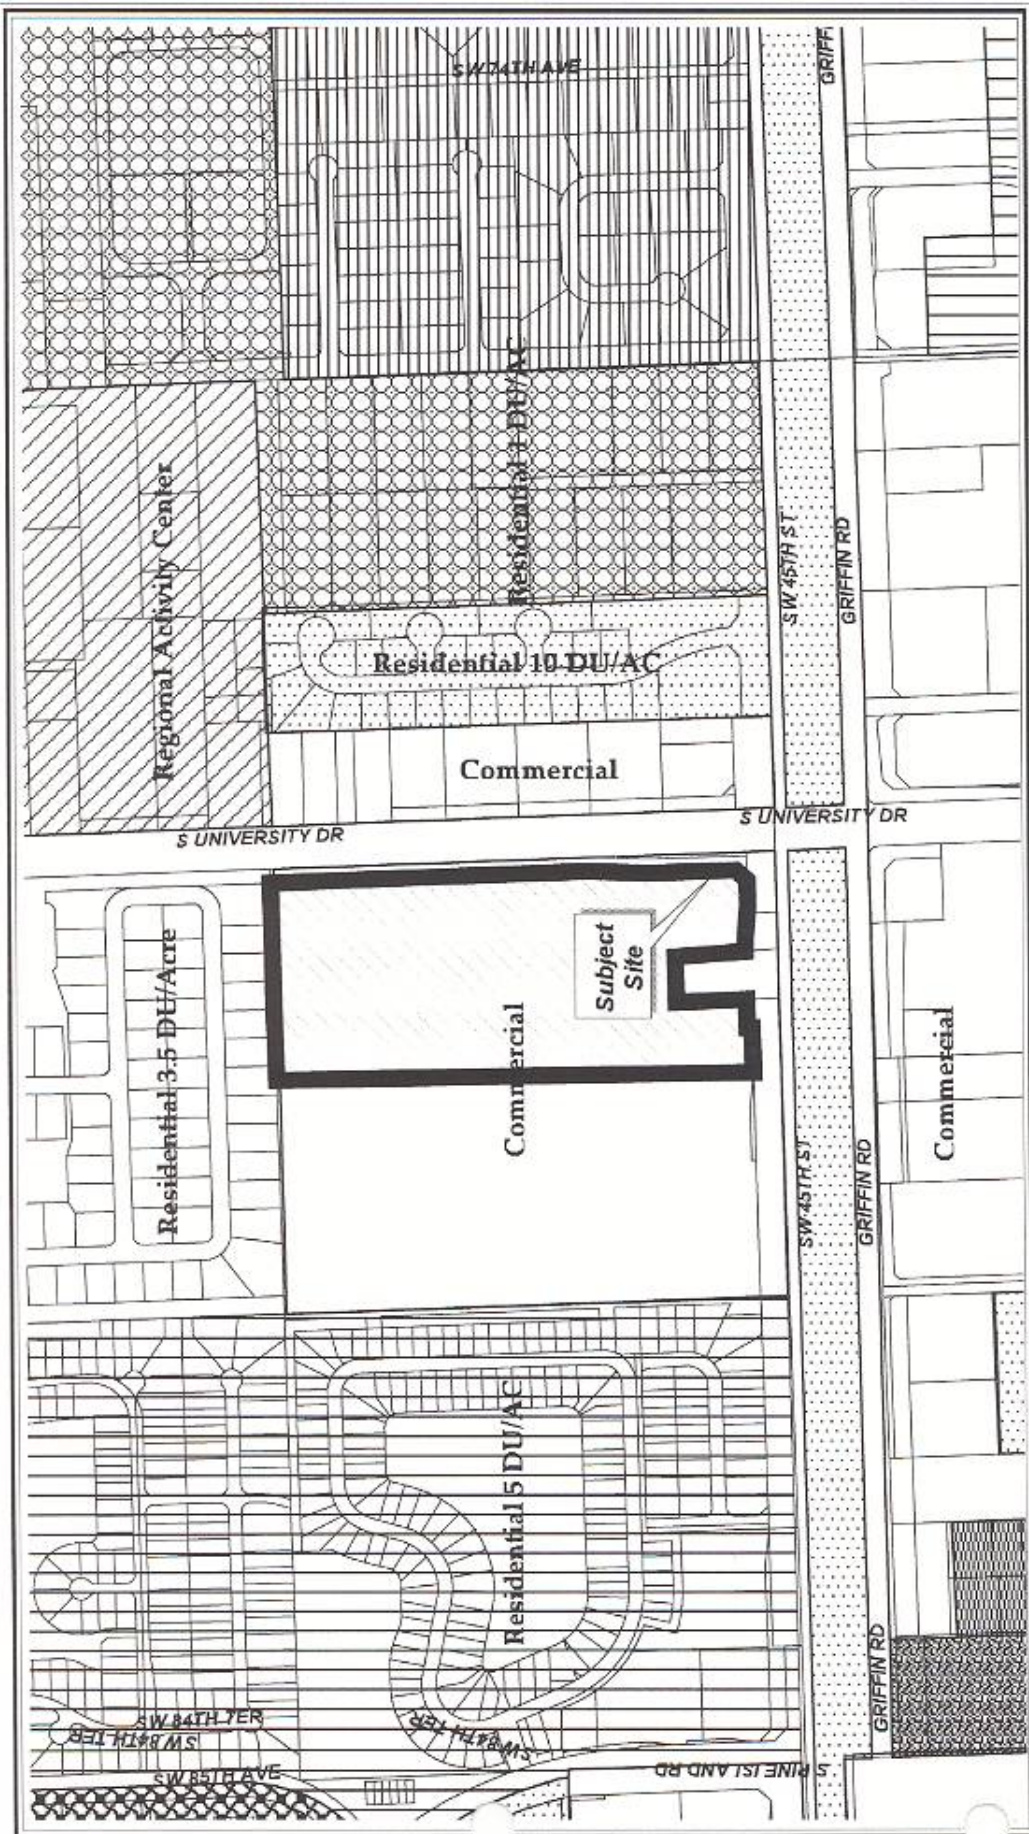 SW 74TH AVE
GRIFF
Residential 1 DU/AC
Regional Activity Center
SW 45TH ST
GRIFFIN RD
Residential 10 DU/AC
Commercial
S UNIVERSITY DR
S UNIVERSITY DR
Subject
Site
Residential 3.5 DU/Acre
Commercial
Commercial
SW 45TH ST
GRIFFIN RD
Residential 5 DU/AC
GRIFFIN RD
SW 84TH TER
SW 84TH TER
SW 84TH TER
S PINE ISLAND RD
SW 85TH AVE